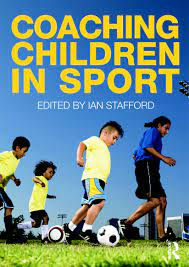 COACHING
CHILDREN
IN SPORT
EDITED BY IAN STAFFORD